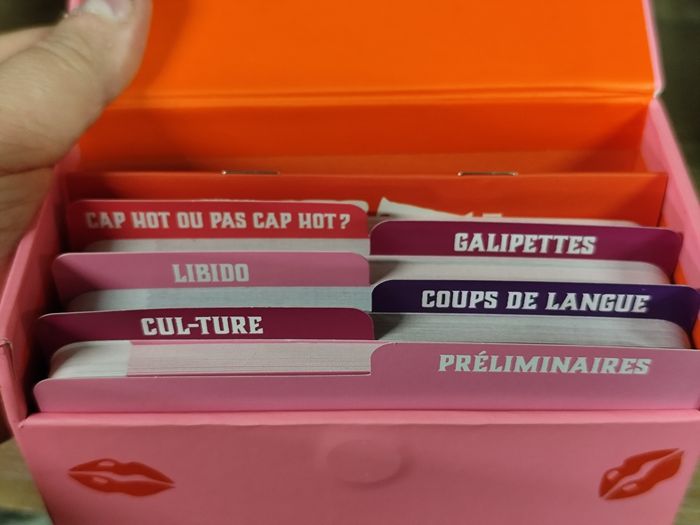 CAP HOT OU PAS CAP HOT?
GALIPETTES
LIBIDO
COUPS DE LANGUE
CUL-TURE
PRÉLIMINAIRES